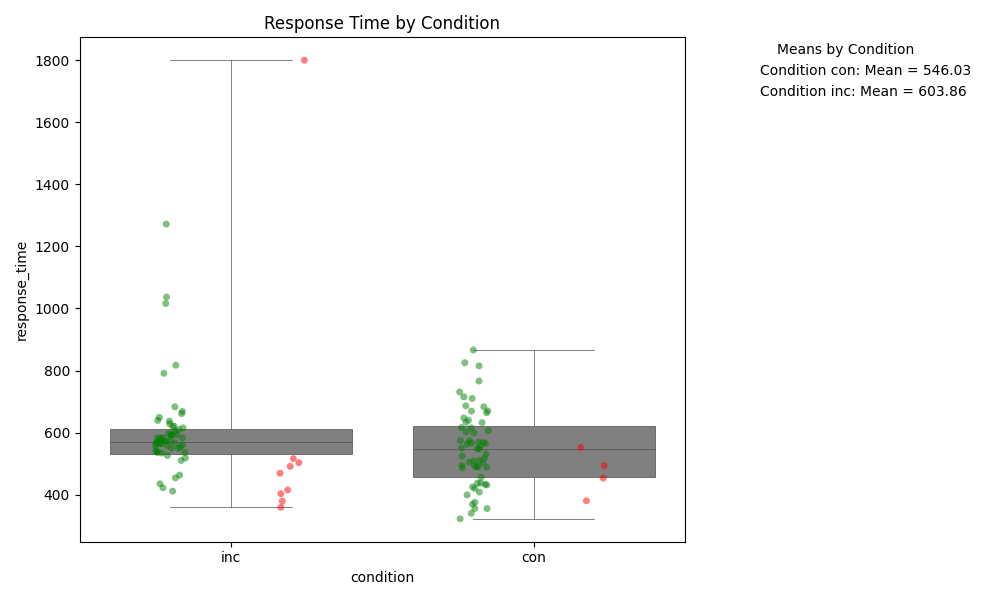 Response Time by Condition
Means by Condition
Condition con: Mean = 546.03
Condition inc: Mean = 603.86
response_time
1800
1600
1400
1200
1000
800
600
400
inc con
condition